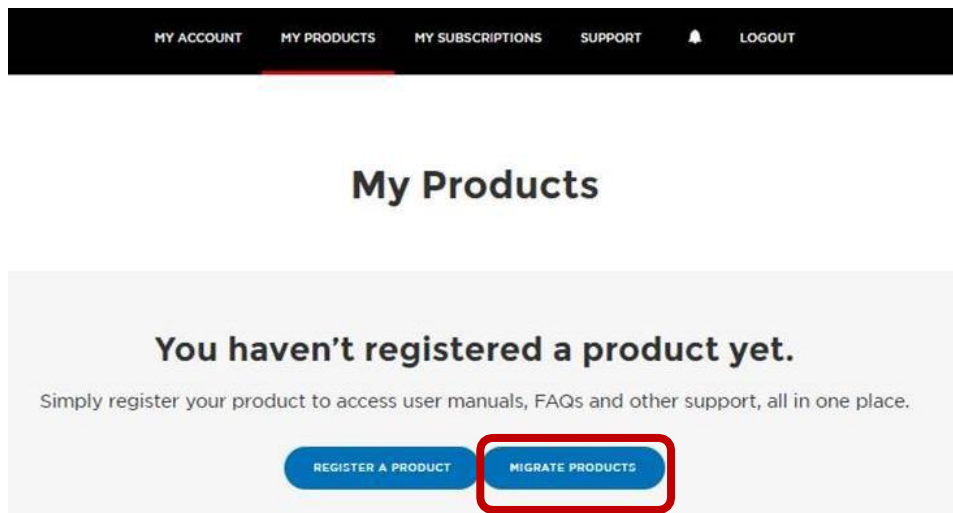 MY ACCOUNT MY PRODUCTS MY SUBSCRIPTIONS SUPPORT LOGOUT
My Products
You haven't registered a product yet.
Simply register your product to access user manuals, FAQs and other support, all in one place.
REGISTER A PRODUCT MIGRATE PRODUCTS